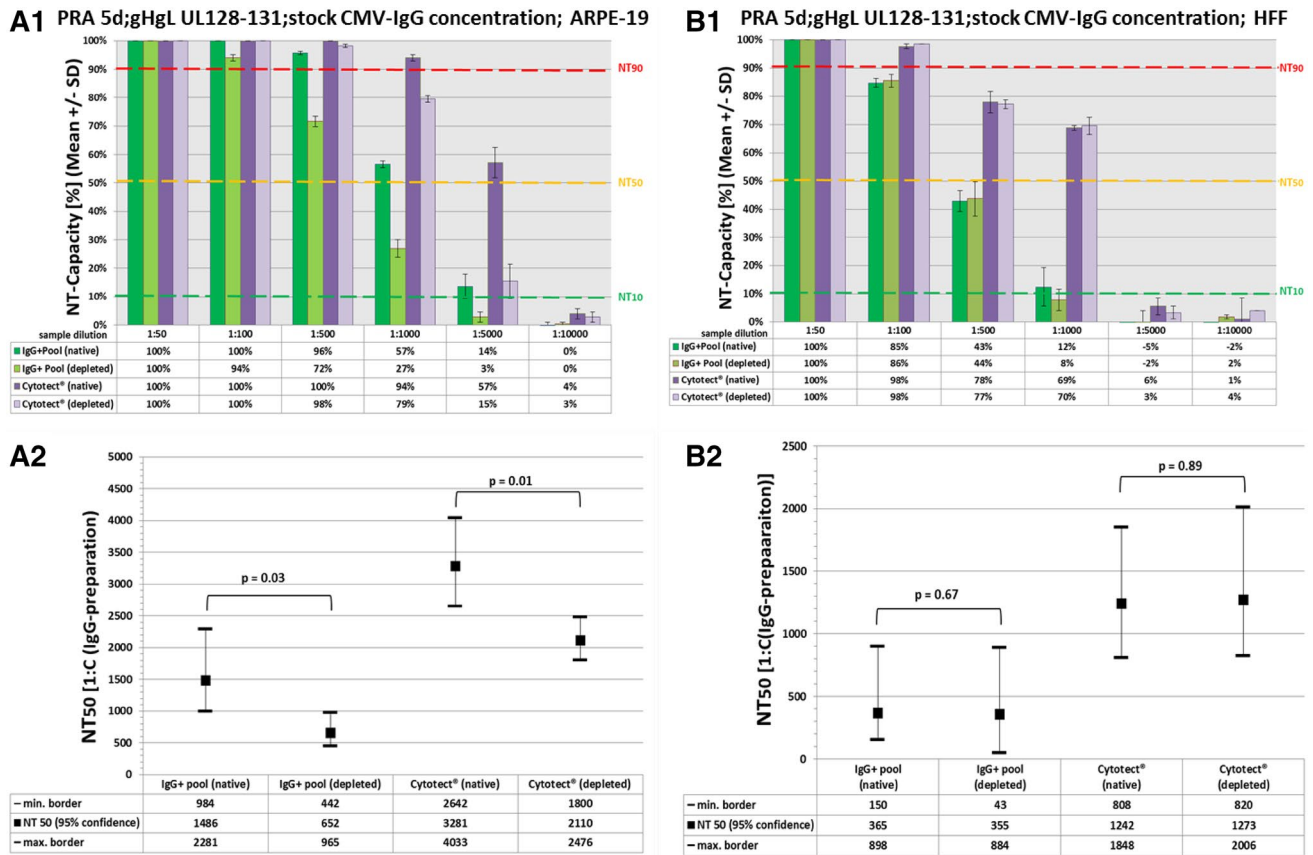 A1 PRA 5d;gHgL UL128-131;stock CMV-IgG concentration; ARPE-19
NT-Capacity [%] (Mean +/- SD)
100%
90%
80%
70%
60%
50%
40%
30%
20%
10%
0%
NT90
NT50
NT10
sample dilution 1:50 1:100 1:500 1:1000 1:5000 1:10000
IgG+Pool (native) 100% 100% 96% 57% 14% 0%
IgG+ Pool (depleted) 100% 94% 72% 27% 3% 0%
Cytotect® (native) 100% 100% 100% 94% 57% 4%
Cytotect® (depleted) 100% 100% 98% 79% 15% 3%
B1 PRA 5d;gHgL UL128-131;stock CMV-IgG concentration; HFF
NT-Capacity [%] (Mean +/- SD)
100%
90%
80%
70%
60%
50%
40%
30%
20%
10%
0%
NT90
NT50
NT10
sample dilution 1:50 1:100 1:500 1:1000 1:5000 1:10000
IgG+Pool (native) 100% 85% 43% 12% -5% -2%
IgG+ Pool (depleted) 100% 86% 44% 8% -2% 2%
Cytotect® (native) 100% 98% 78% 69% 6% 1%
Cytotect® (depleted) 100% 98% 77% 70% 3% 4%
A2
NT50 [1:C (IgG-preparation)
5000
4500
4000
3500
3000
2500
2000
1500
1000
500
0
p = 0.03
p = 0.01
IgG+ pool (native) IgG+ pool (depleted) Cytotect® (native) Cytotect® (depleted)
min. border 984 442 2642 1800
NT 50 (95% confidence) 1486 652 3281 2110
max. border 2281 965 4033 2476
B2
NT50 [1:C(IgG-prepaaraiton)]
2500
2000
1500
1000
500
0
p = 0.67
p = 0.89
IgG+ pool IgG+ pool Cytotect® Cytotect®
(native) (depleted) (native) (depleted)
min. border 150 43 808 820
NT 50 (95% confidence) 365 355 1242 1273
max. border 898 884 1848 2006